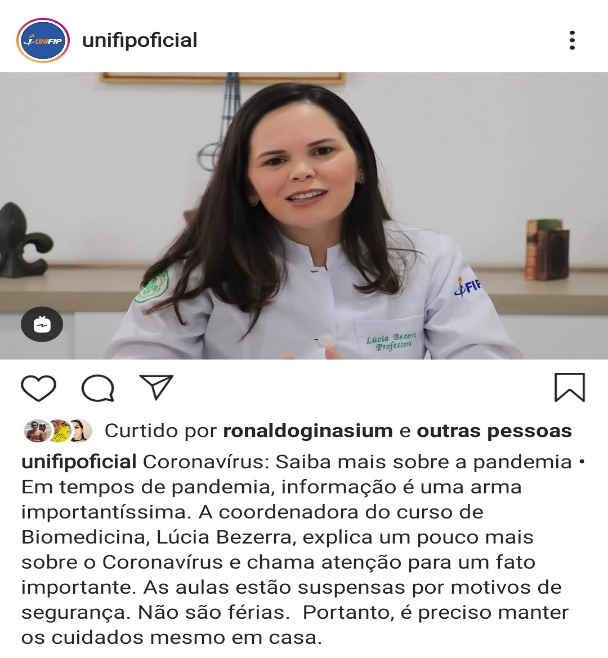 UNIFIP
unifipoficial
FIP
Lúcia Bezerra
Professora
Curtido por ronaldoginasium e outras pessoas
unifipoficial Coronavírus: Saiba mais sobre a pandemia •
Em tempos de pandemia, informação é uma arma
importantíssima. A coordenadora do curso de
Biomedicina, Lúcia Bezerra, explica um pouco mais
sobre o Coronavírus e chama atenção para um fato
importante. As aulas estão suspensas por motivos de
segurança. Não são férias. Portanto, é preciso manter
os cuidados mesmo em casa.